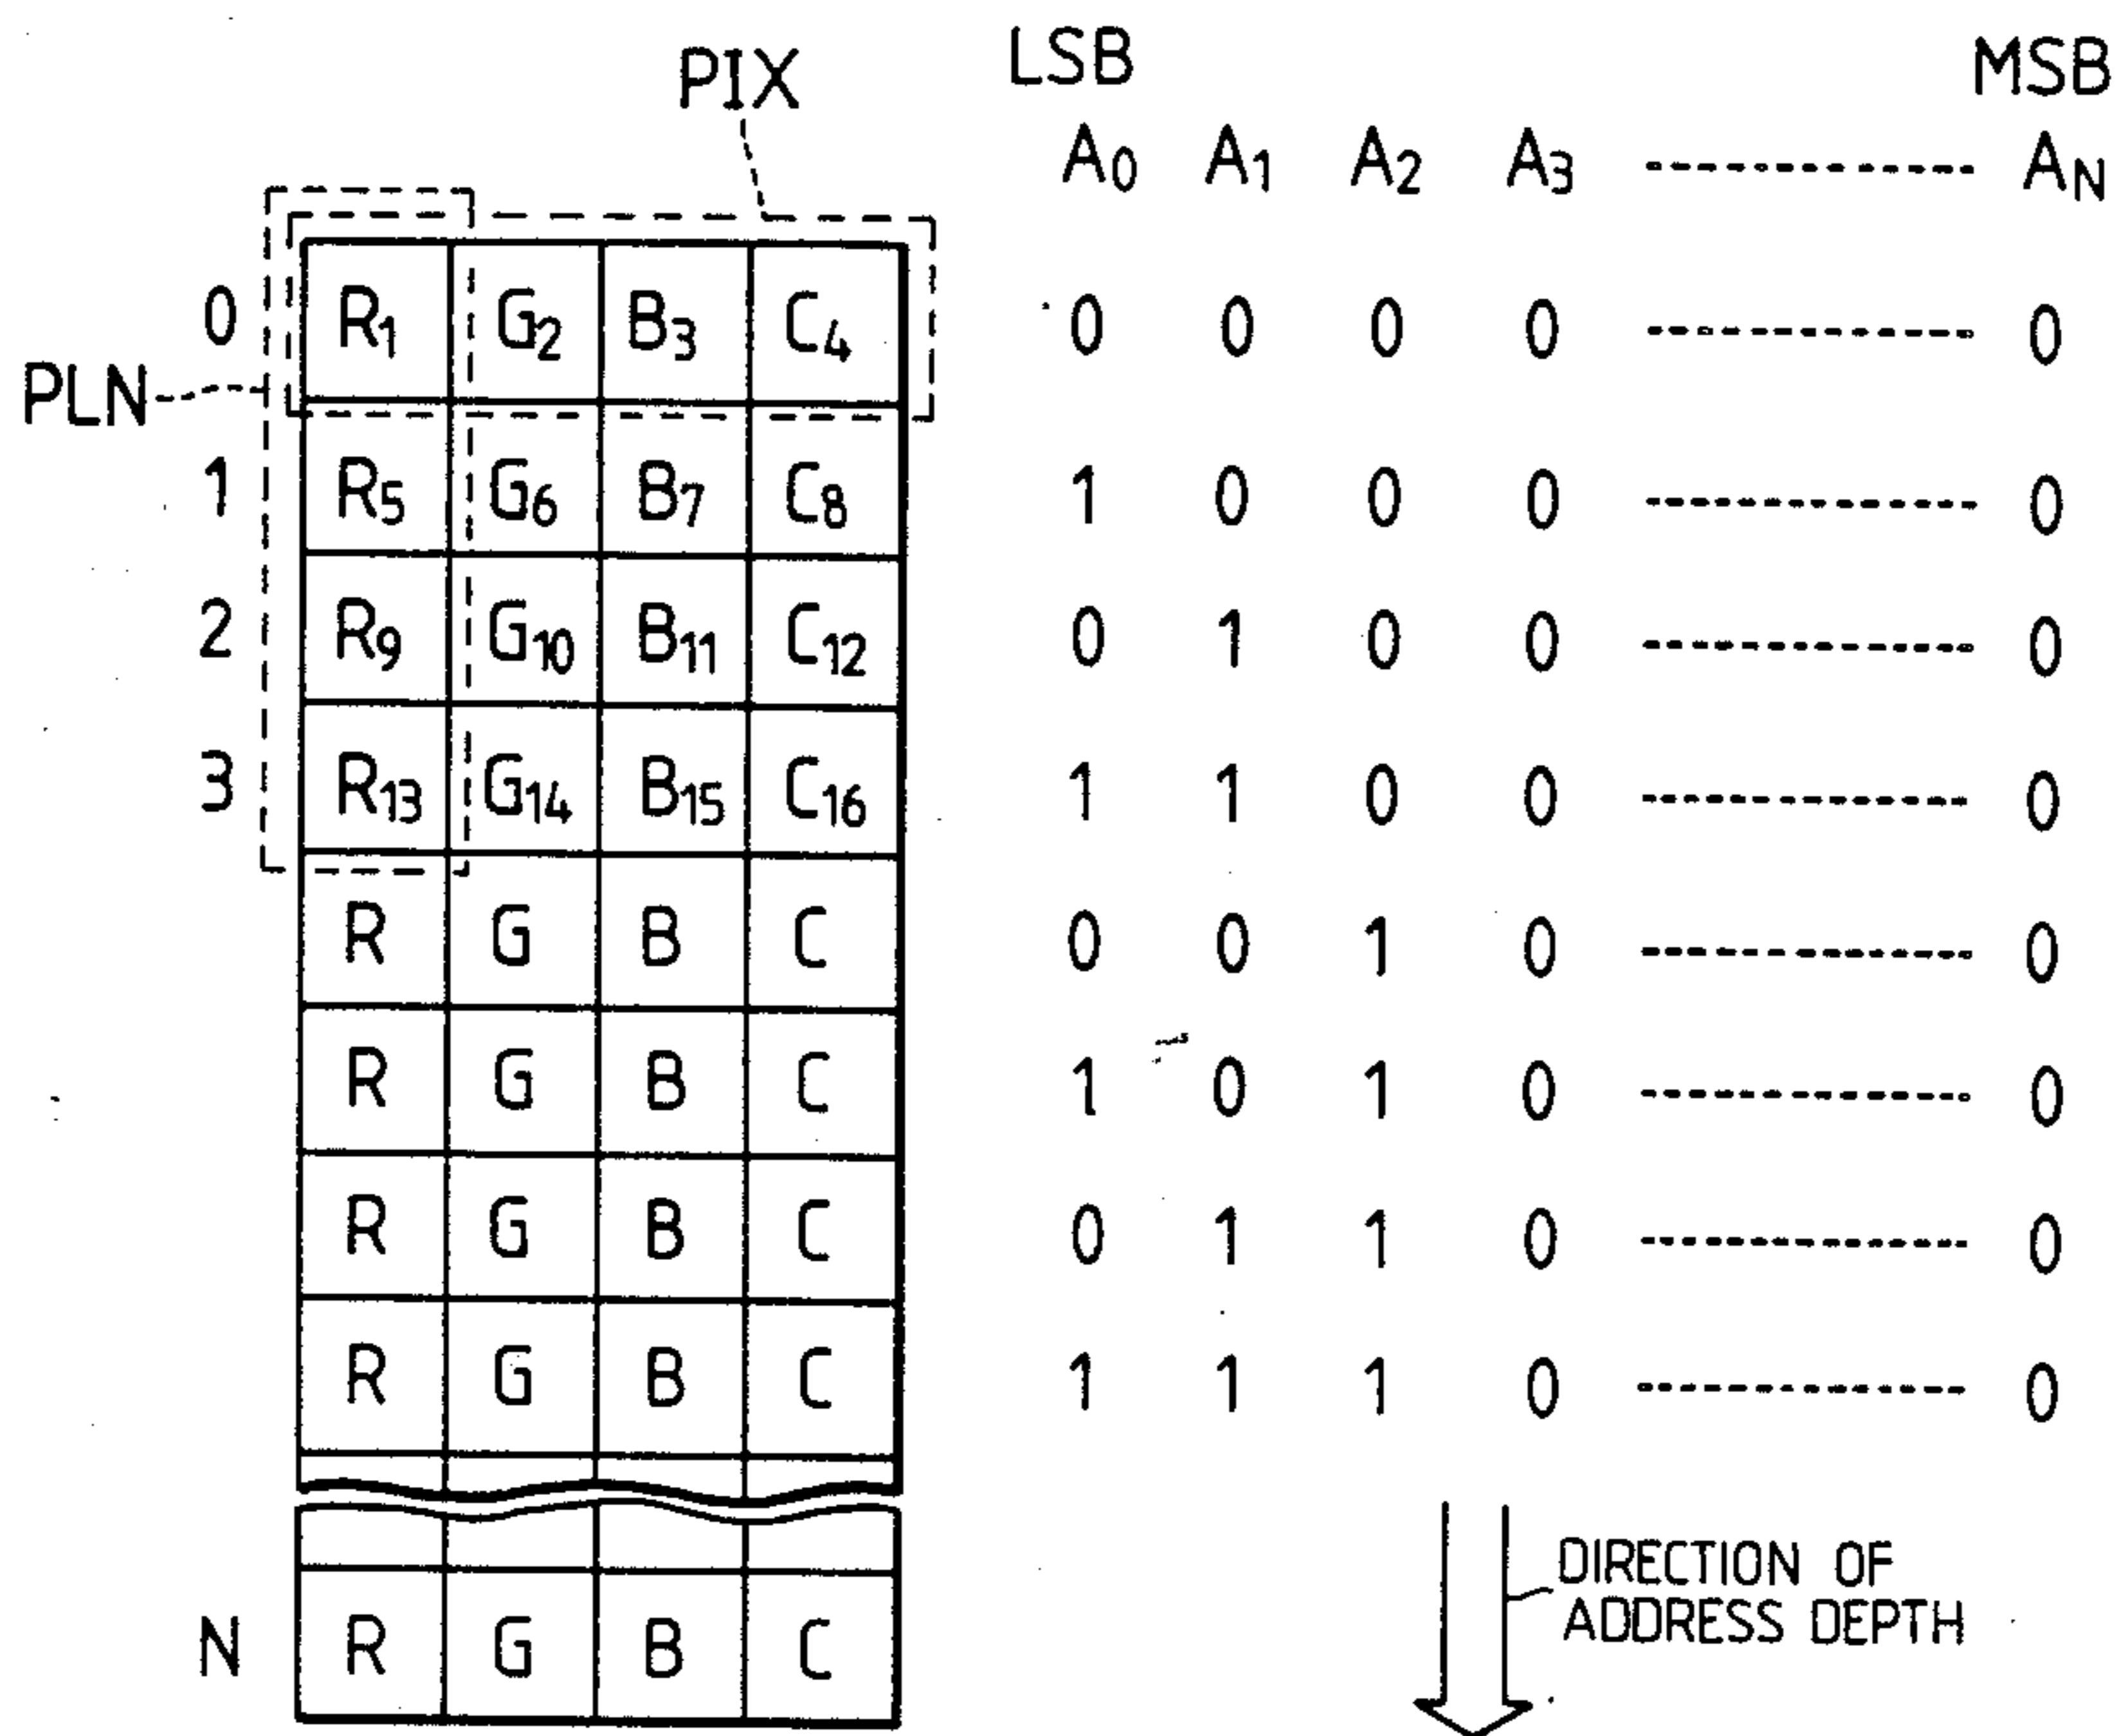 PIX LSB MSB
A0 A1 A2 A3 AN
0 R1 G2 B3 C4 0 0 0 0 0
PLN
1 R5 G6 B7 C8 1 0 0 0 0
2 R9 G10 B11 C12 0 1 0 0 0
3 R13 G14 B15 C16 1 1 0 0 0
R G B C 0 0 1 0 0
R G B C 1 0 1 0 0
R G B C 0 1 1 0 0
R G B C 1 1 1 0 0
DIRECTION OF
ADDRESS DEPTH
N R G B C